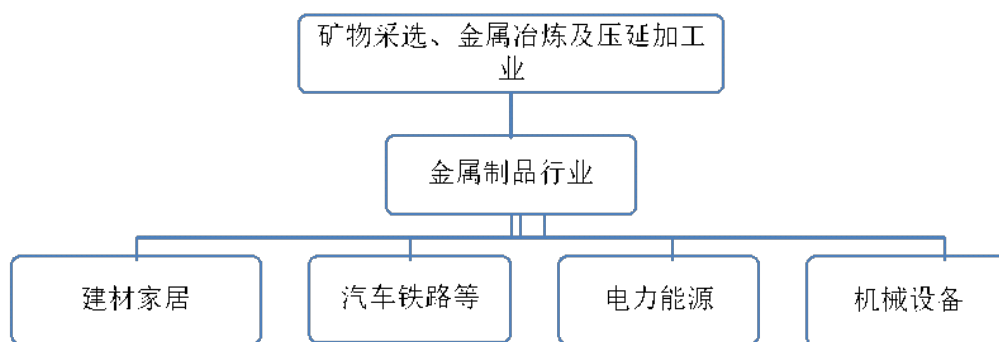 矿物采选、金属冶炼及压延加工
业
金属制品行业
建材家居
汽车铁路等
电力能源
机械设备